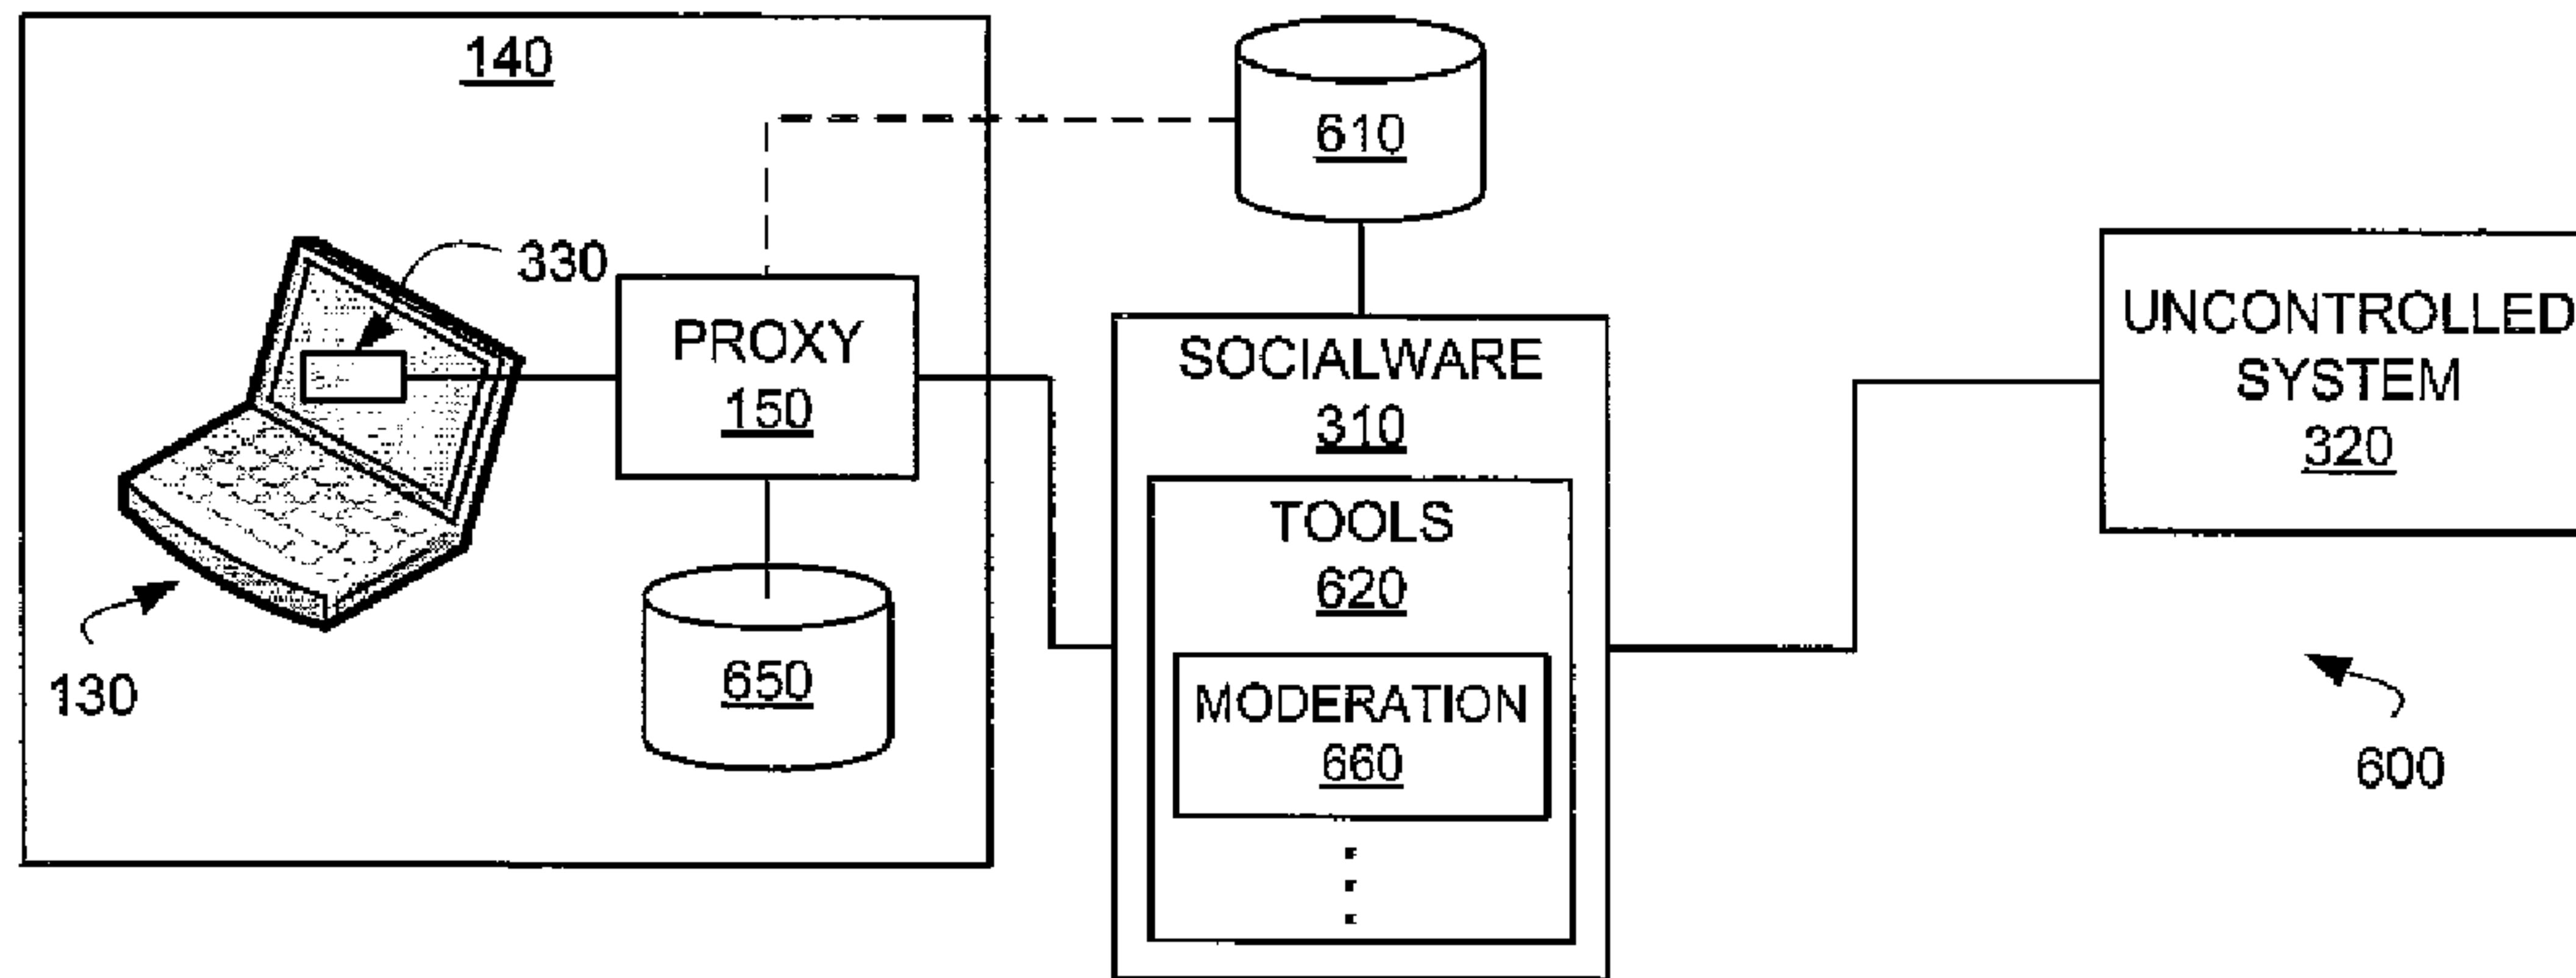 140
610
330
PROXY
150
650
130
SOCIALWARE
310
TOOLS
620
MODERATION
660
UNCONTROLLED
SYSTEM
320
600